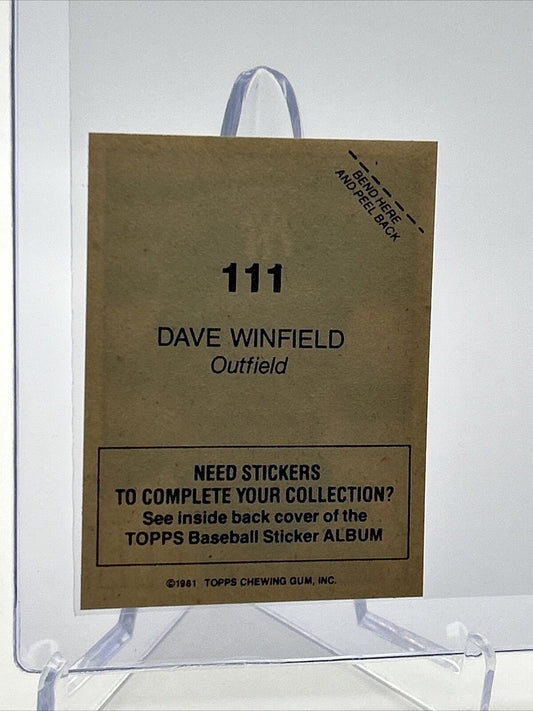 BEND HERE
AND PEEL BACK
111
DAVE WINFIELD
Outfield
NEED STICKERS
TO COMPLETE YOUR COLLECTION?
See inside back cover of the
TOPPS Baseball Sticker ALBUM
©1981 TOPPS CHEWING GUM, INC.